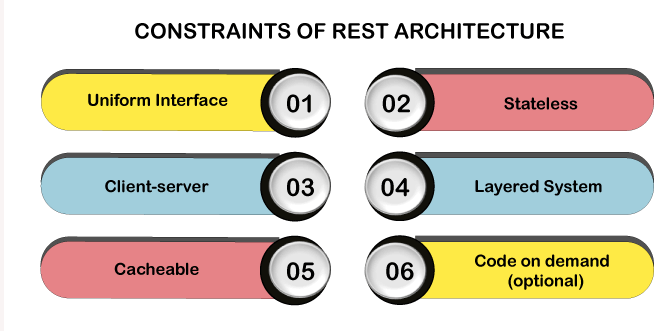 CONSTRAINTS OF REST ARCHITECTURE
Uniform Interface 01
02 Stateless
Client-server 03
04 Layered System
Cacheable 05
06 Code on demand
(optional)